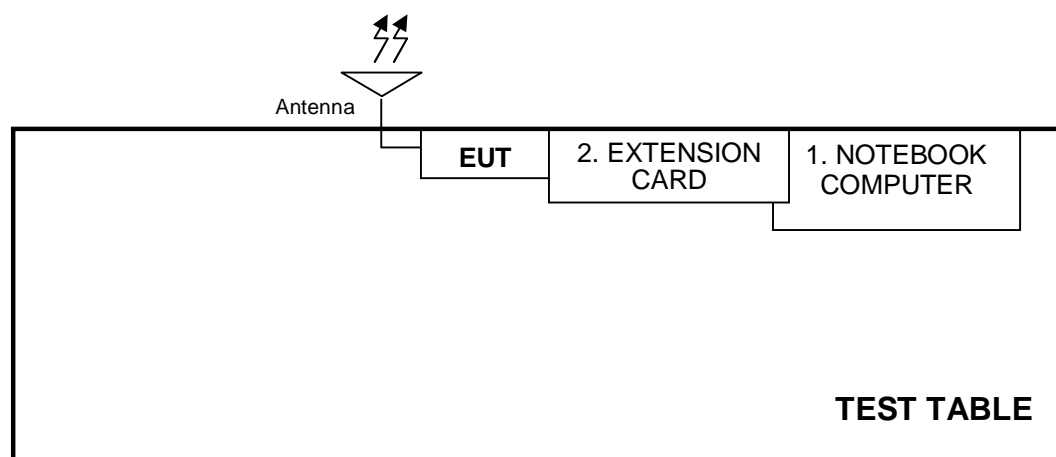 Antenna
EUT
2. EXTENSION
CARD
1. NOTEBOOK
COMPUTER
TEST TABLE